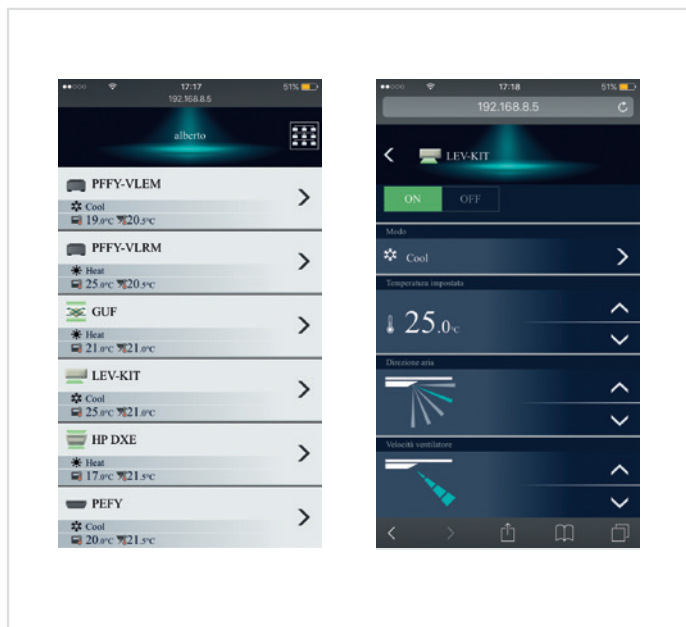 17:17
51%
192.168.8.5
alberto
PFFY-VLEM
Cool
19.0°C 20.5°C
PFFY-VLRM
Heat
25.0°C 20.5°C
GUF
Heat
21.0°C 21.0°C
LEV-KIT
Cool
25.0°C 21.0°C
HP DXE
Heat
17.0°C 21.5°C
PEFY
Cool
20.0°C 21.5°C
17:18
51%
192.168.8.5
LEV-KIT
ON OFF
Modo
Cool
Temperatura impostata
25.0°C
Direzione aria
Velocità ventilatore